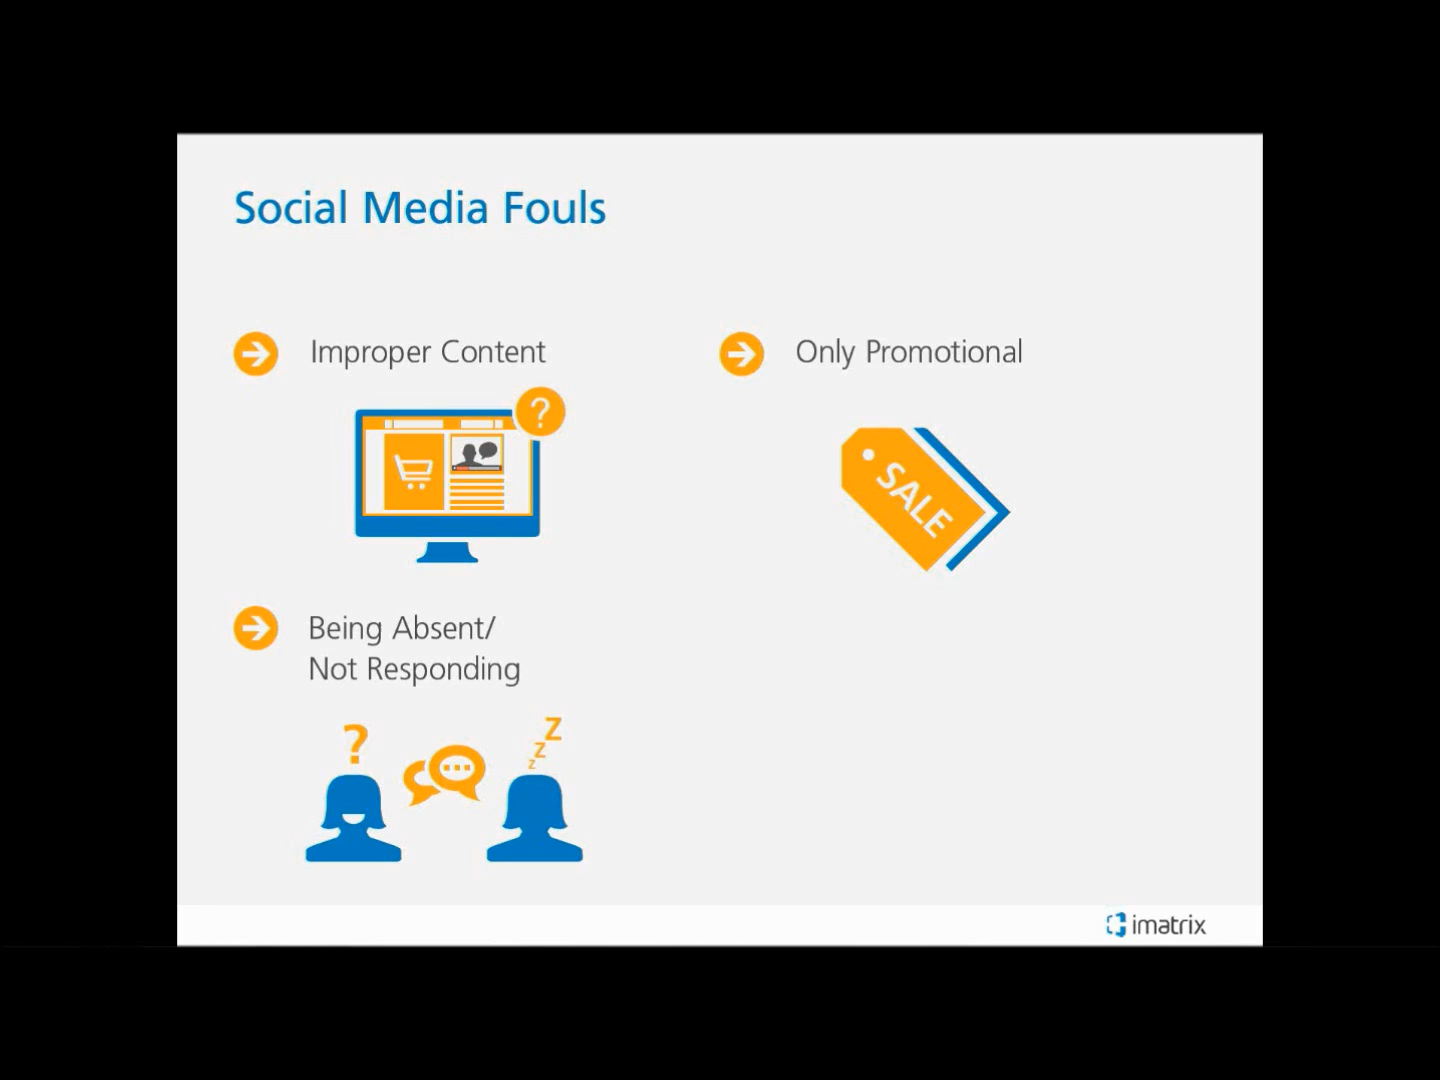 Social Media Fouls
Improper Content
?
Only Promotional
SALE
Being Absent/
Not Responding
?
z z Z
imatrix